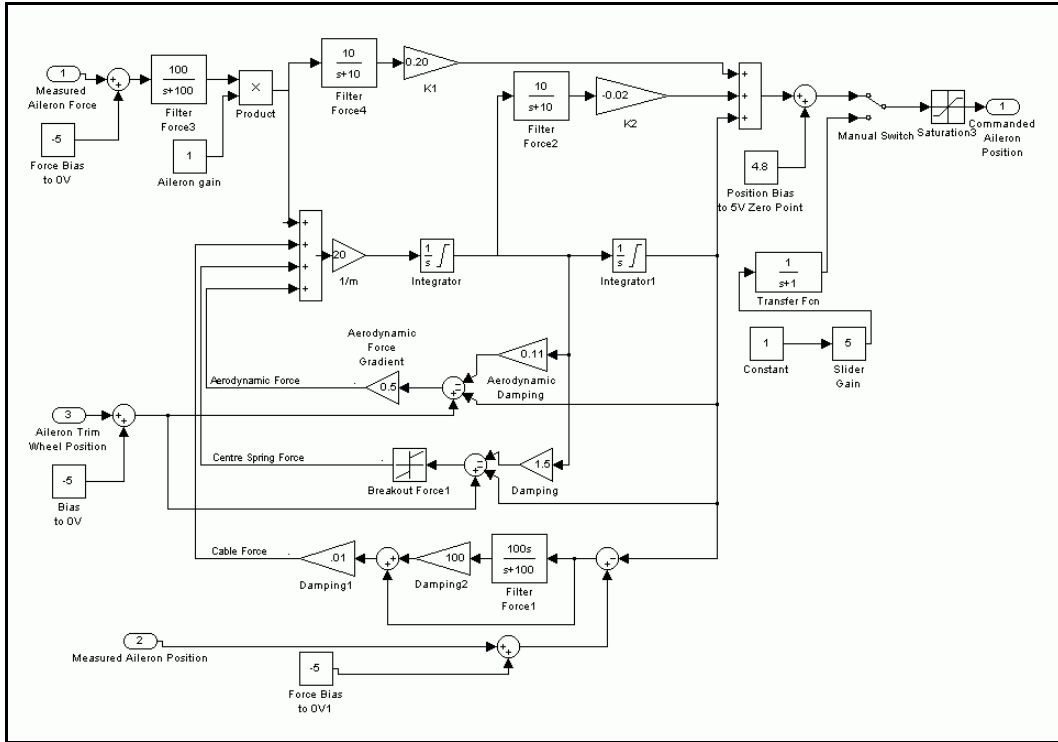 1
Measured
Aileron Force
+
+
-5
Force Bias
to 0V
100
s+100
Filter
Force3
×
Product
1
Aileron gain
10
s+10
Filter
Force4
0.20
K1
10
s+10
Filter
Force2
-0.02
K2
+
+
+
+
+
4.8
Position Bias
to 5V Zero Point
Manual Switch
Saturation3
1
Commanded
Aileron
Position
+
+
+
+
20
1/m
1
s
Integrator
1
s
Integrator1
1
s+1
Transfer Fcn
1
Constant
5
Slider
Gain
Aerodynamic
Force
Gradient
0.5
Aerodynamic Force
0.11
Aerodynamic
Damping
-
-
+
3
Aileron Trim
Wheel Position
+
+
-5
Bias
to 0V
Centre Spring Force
Breakout Force1
-
-
+
1.5
Damping
Cable Force
.01
Damping1
+
+
100
Damping2
100s
s+100
Filter
Force1
-
+
2
Measured Aileron Position
+
+
-5
Force Bias
to 0V1